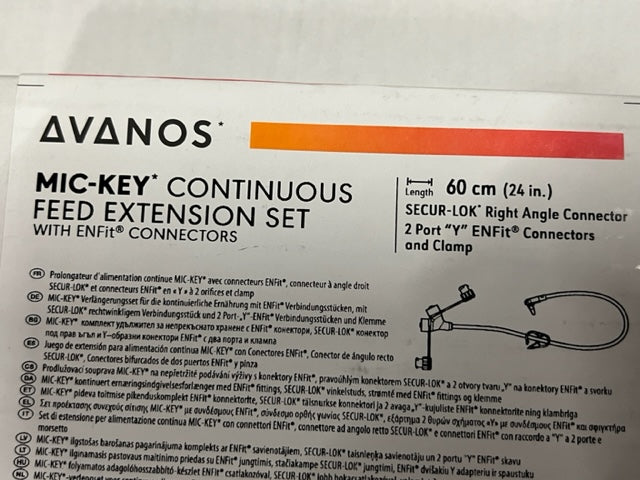 AVANOS*
MIC-KEY* CONTINUOUS
FEED EXTENSION SET
WITH ENFit® CONNECTORS
Length 60 cm (24 in.)
SECUR-LOK* Right Angle Connector
2 Port "Y" ENFit® Connectors
and Clamp
FR Prolongateur d'alimentation continue MIC-KEY* avec connecteurs ENFit®, connecteur à angle droit
SECUR-LOK* et connecteurs ENFit® en « Y » à 2 orifices et clamp
DE MIC-KEY* Verlängerungsset für die kontinuierliche Ernährung mit ENFit® Verbindungsstücken, mit
SECUR-LOK* rechtwinkligem Verbindungsstück und 2 Port-„Y"-ENFit® Verbindungsstücken und Klemme
BG MIC-KEY* комплект удължител за непрекъснато хранене с ENFit® конектори, SECUR-LOK* конектор
под прав ъгъл и Y-образни конектори ENFit® с два порта и клампа
ES Juego de extensión para alimentación continua MIC-KEY* con Conectores ENFit®, Conector de ángulo recto
SECUR-LOK*, Conectores bifurcados de dos puertos ENFit® y pinza
CS Prodlužovací souprava MIC-KEY* na nepřetržité podávání výživy s konektory ENFit®, pravoúhlým konektorem SECUR-LOK* a 2 otvory tvaru „Y" na konektory ENFit® a svorku
DA MIC-KEY* kontinuert ernæringsindgivelsesforlænger med ENFit® fittings, SECUR-LOK* vinkelstuds, strømte med ENFit® fittings og klemme
ET MIC-KEY* pideva toitmise pikenduskomplekt ENFit® konnektorite, SECUR-LOK* täisnurkse konnektori ja 2 avaga „Y"-kujuliste ENFit® konnektorite ning klambriga
EL Σετ προέκτασης συνεχούς σίτισης MIC-KEY* με συνδέσμους ENFit®, σύνδεσμο ορθής γωνίας SECUR-LOK*, εξάρτημα 2 θυρών σχήματος «Y» με συνδέσμους ENFit® και σφιγκτήρα
IT Set di estensione per alimentazione continua MIC-KEY* con connettori ENFit®, connettore ad angolo retto SECUR-LOK* e connettori ENFit® con raccordo a "Y" a 2 porte e
morsetto
LV MIC-KEY* ilgstošas barošanas pagarinājuma komplekts ar ENFit® savienotājiem, SECUR-LOK* taisnleņķa savienotāju un 2 portu "Y" ENFit® skavu
LT MIC-KEY* ilginamasis pastovaus maitinimo priedas su ENFit® jungtimis, stačiakampe SECUR-LOK* jungtimi, ENFit® dvišakiu Y adapteriu ir spaustuku
HU MIC-KEY* folyamatos adagolóhosszabbító-készlet ENFit® csatlakozóval, SECUR-LOK*
NL MIC-KEY*